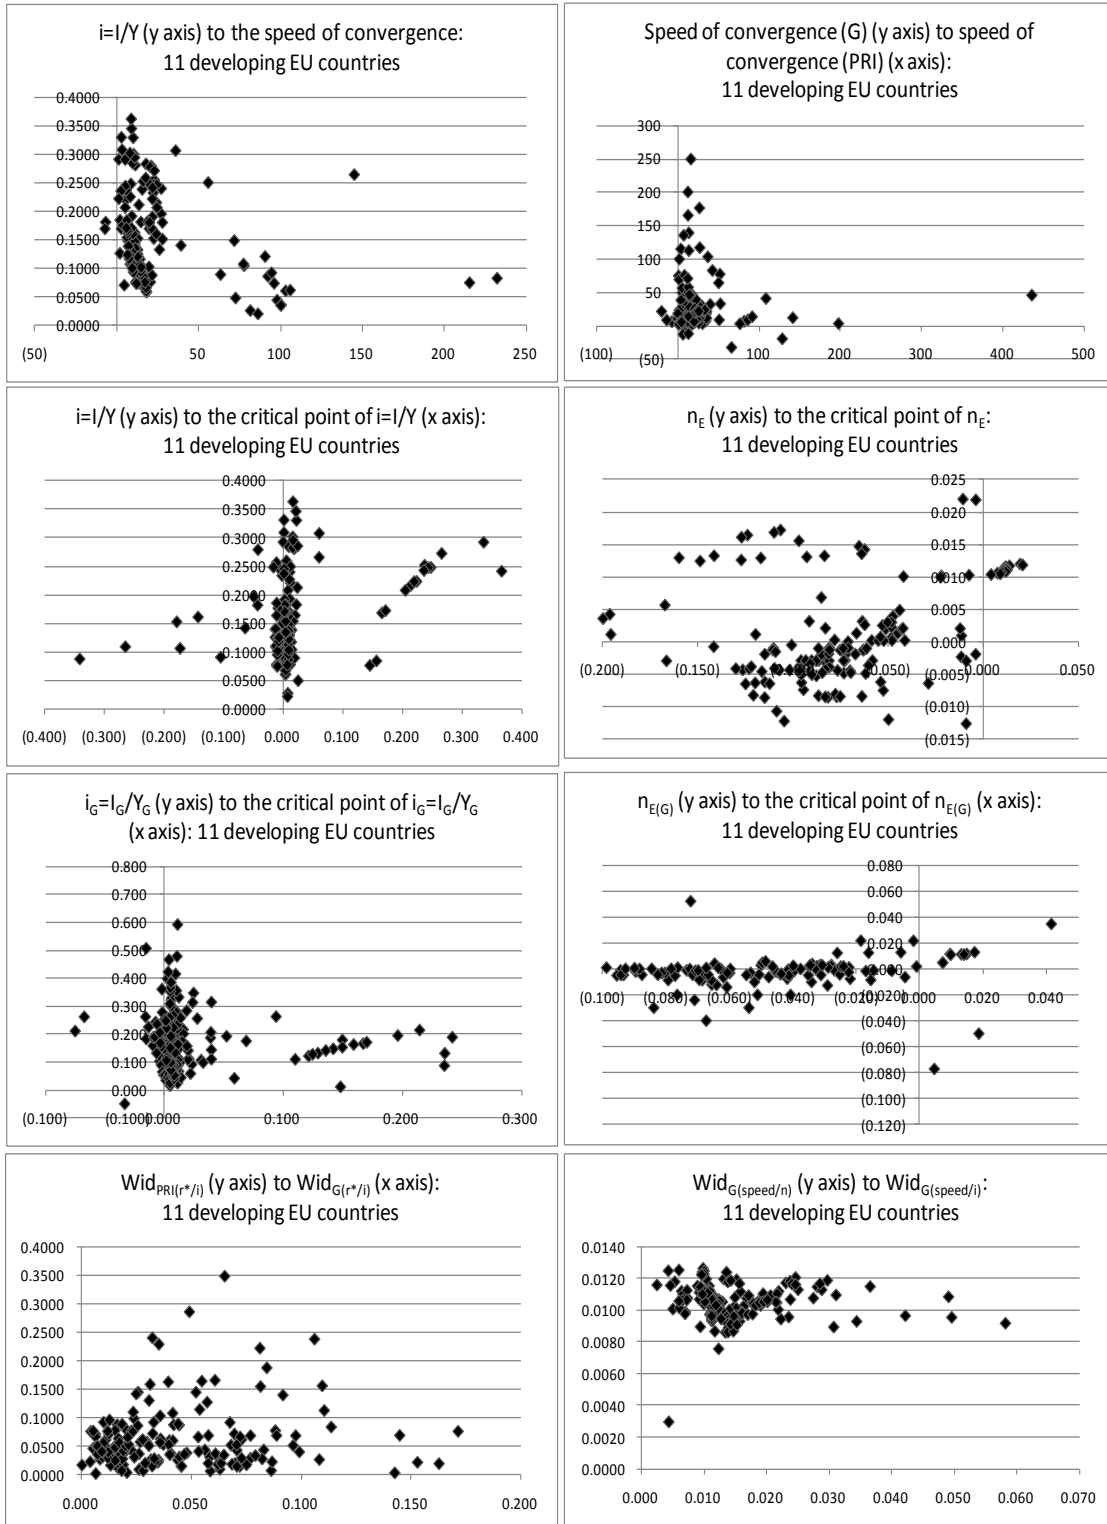 i=I/Y (y axis) to the speed of convergence:
11 developing EU countries
0.4000
0.3500
0.3000
0.2500
0.2000
0.1500
0.1000
0.0500
0.0000
(50) 50 100 150 200 250
Speed of convergence (G) (y axis) to speed of
convergence (PRI) (x axis):
11 developing EU countries
300
250
200
150
100
50
(50)
(100) 100 200 300 400 500
i=I/Y (y axis) to the critical point of i=I/Y (x axis):
11 developing EU countries
0.4000
0.3500
0.3000
0.2500
0.2000
0.1500
0.1000
0.0500
0.0000
(0.400) (0.300) (0.200) (0.100) 0.000 0.100 0.200 0.300 0.400
nE (y axis) to the critical point of nE:
11 developing EU countries
0.025
0.020
0.015
0.010
0.005
0.000
(0.200) (0.150) (0.100) (0.050) 0.000 0.050
(0.005)
(0.010)
(0.015)
iG=IG/YG (y axis) to the critical point of iG=IG/YG
(x axis): 11 developing EU countries
0.800
0.700
0.600
0.500
0.400
0.300
0.200
0.100
0.000
(0.100) (0.100) 0.000 0.100 0.200 0.300
nE(G) (y axis) to the critical point of nE(G) (x axis):
11 developing EU countries
0.080
0.060
0.040
0.020
0.000
(0.100) (0.080) (0.060) (0.040) (0.020) 0.000 0.020 0.040
(0.020)
(0.040)
(0.060)
(0.080)
(0.100)
(0.120)
WidPRI(r*/i) (y axis) to WidG(r*/i) (x axis):
11 developing EU countries
0.4000
0.3500
0.3000
0.2500
0.2000
0.1500
0.1000
0.0500
0.0000
0.000 0.050 0.100 0.150 0.200
WidG(speed/n) (y axis) to WidG(speed/i):
11 developing EU countries
0.0140
0.0120
0.0100
0.0080
0.0060
0.0040
0.0020
0.0000
0.000 0.010 0.020 0.030 0.040 0.050 0.060 0.070